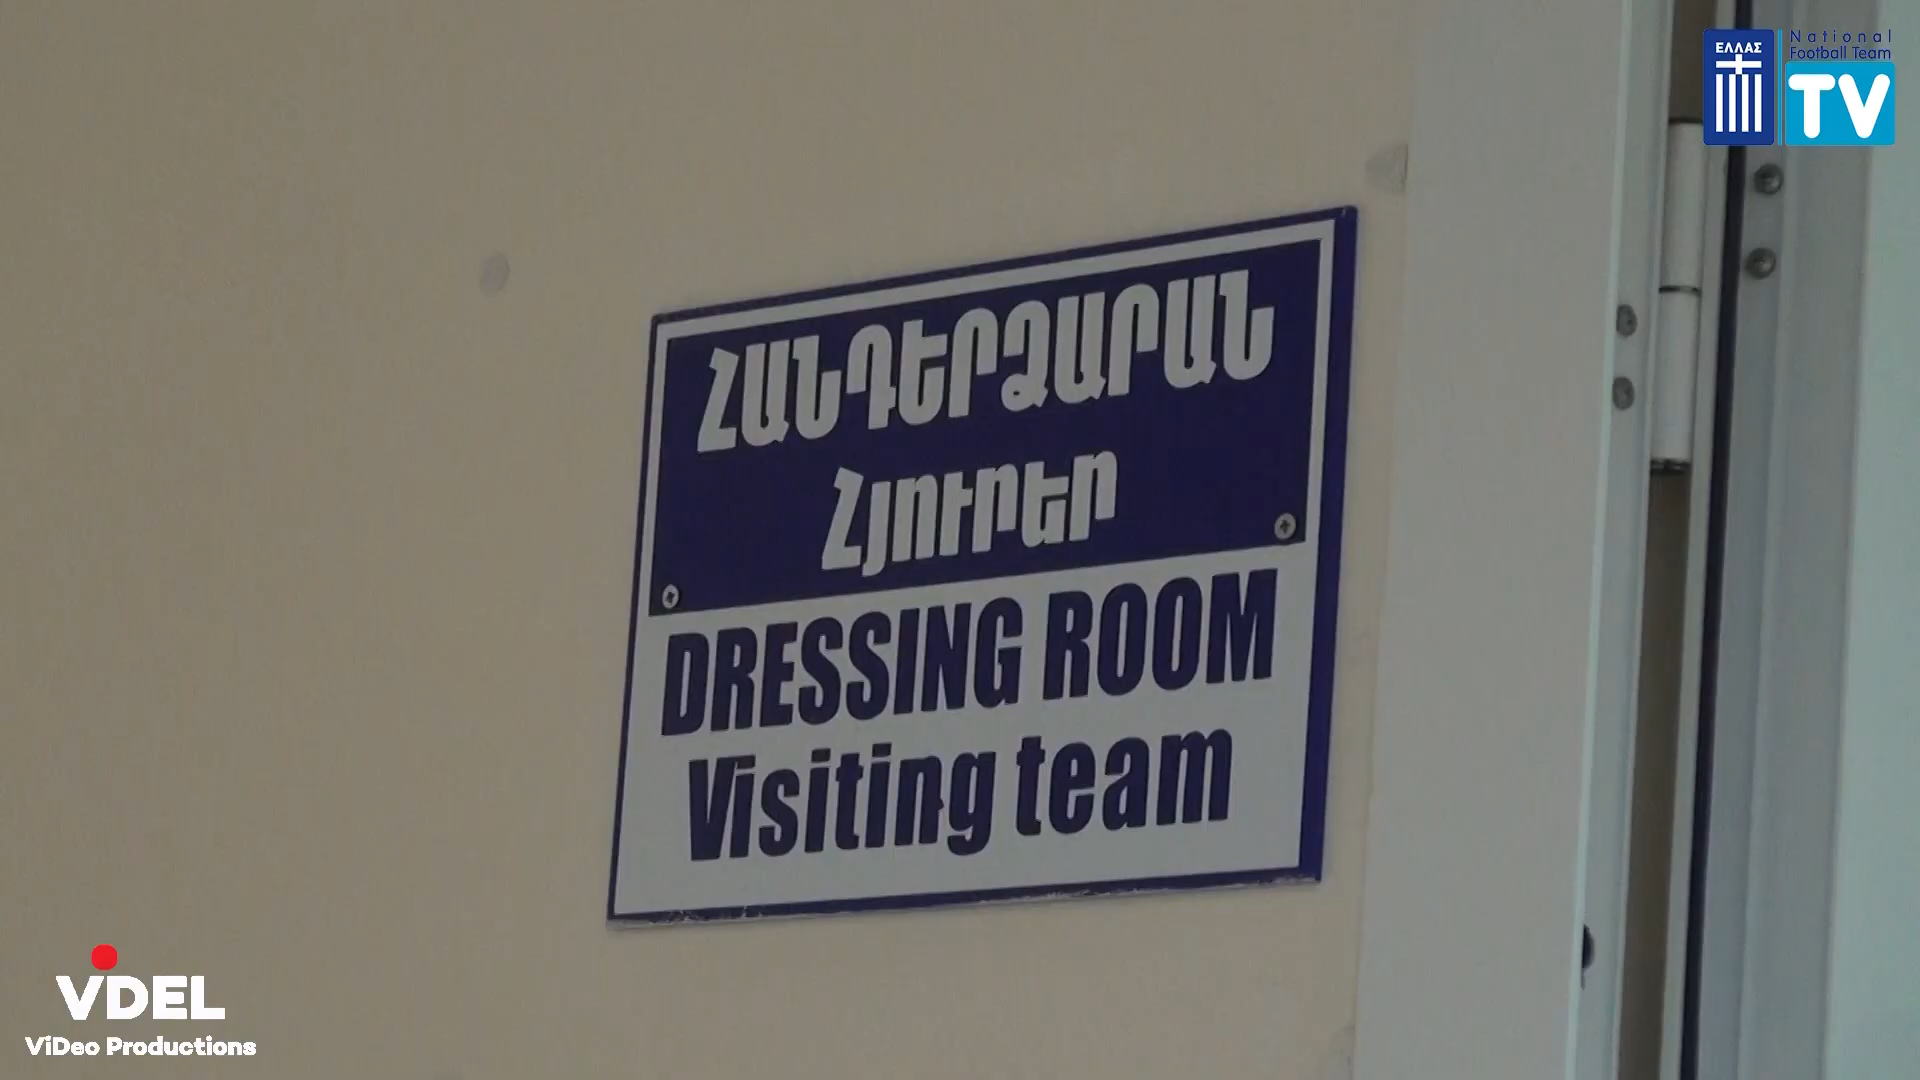 ΕΛΛΑΣ
National
Football Team
TV
ՀԱՆԴԵՐՁԱՐԱՆ
Հյուրեր
DRESSING ROOM
Visiting team
VDEL
ViDeo Productions